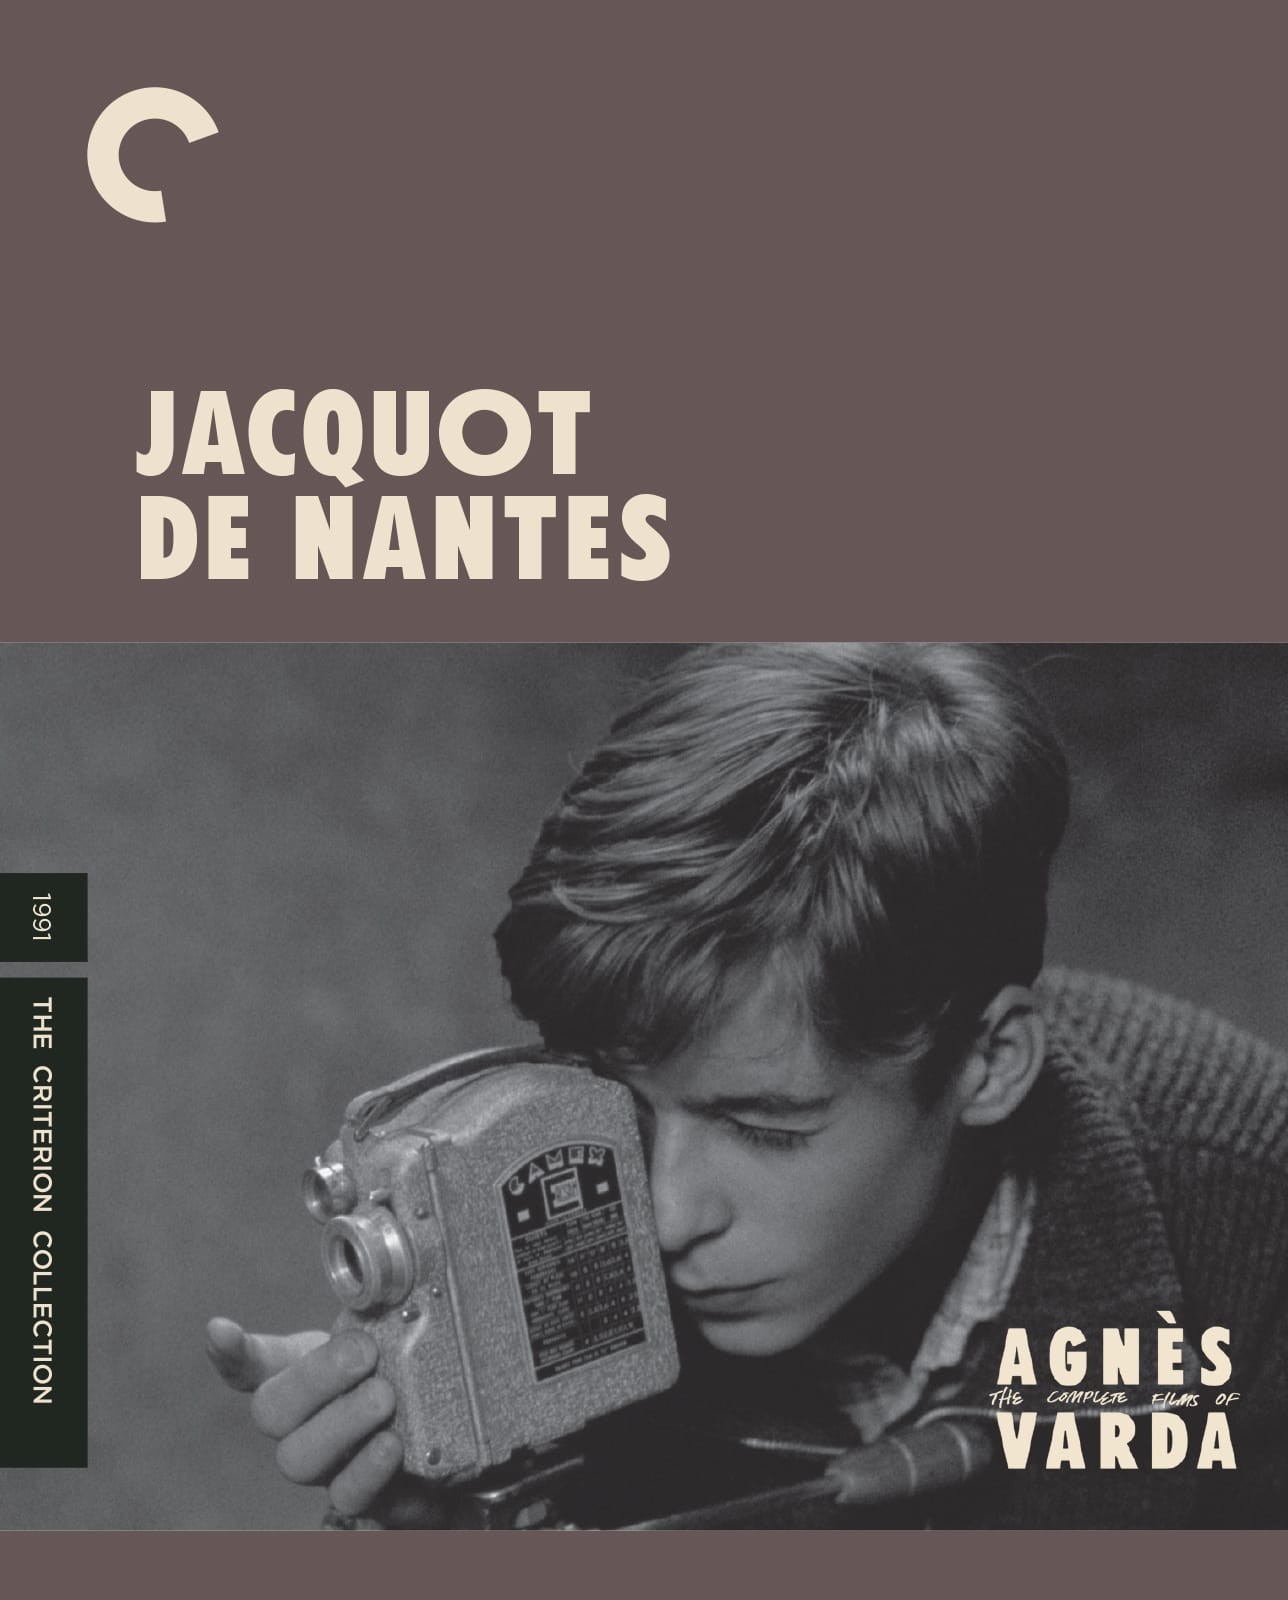 JACQUOT
DE NANTES
1991
THE CRITERION COLLECTION
CAMEX
AGNÈS
THE COMPLETE FILMS OF
VARDA